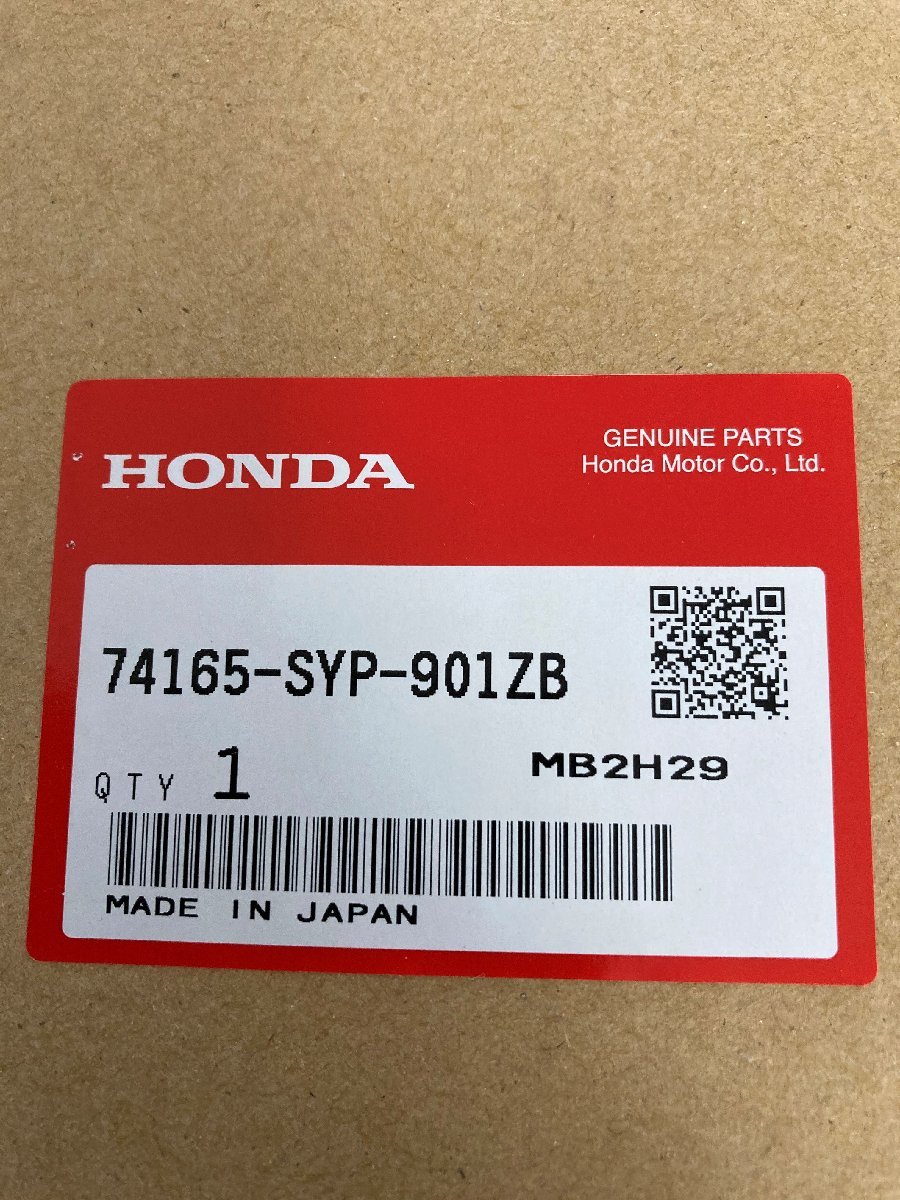 HONDA
GENUINE PARTS
Honda Motor Co., Ltd.
74165-SYP-901ZB
QTY 1
MB2H29
MADE IN JAPAN